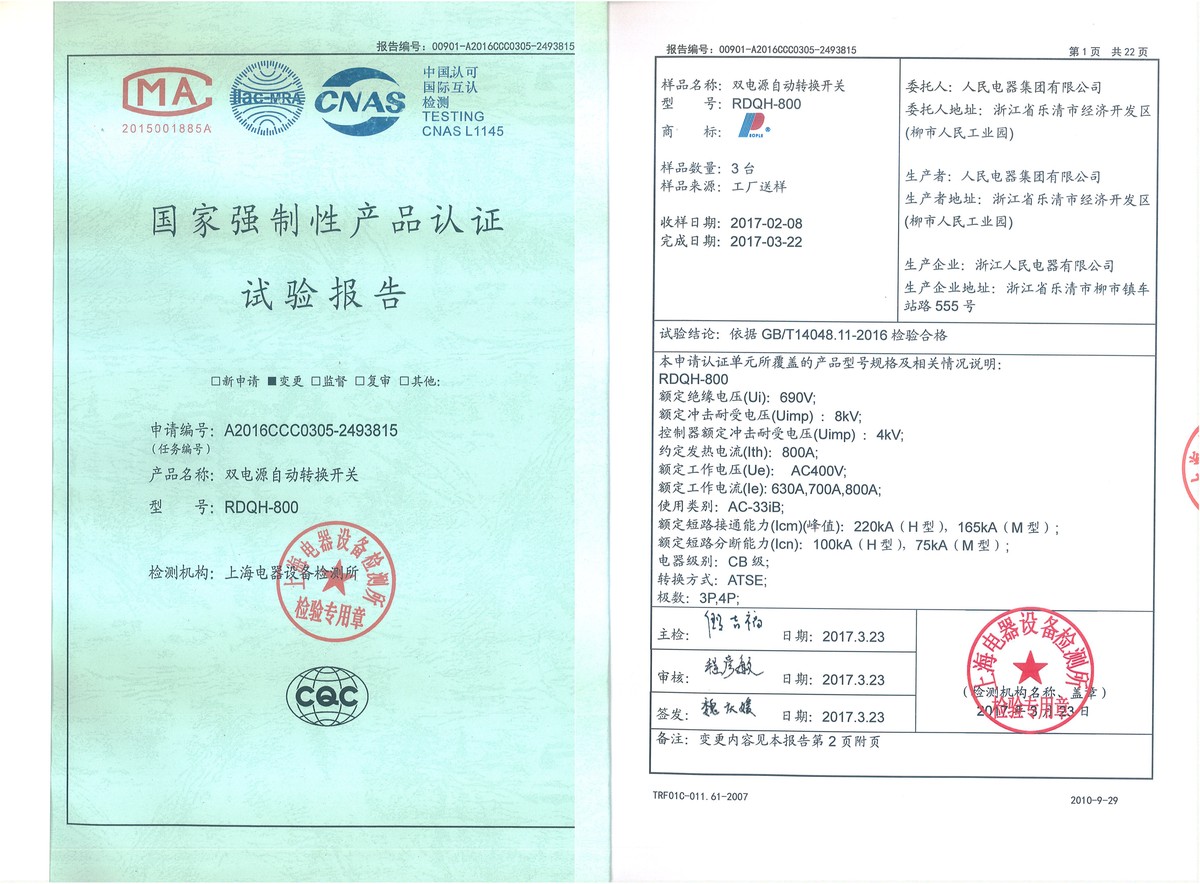 报告编号：00901-A2016CCC0305-2493815
MA
2015001885A
ilac-MRA
CNAS
中国认可
国际互认
检测
TESTING
CNAS L1145
国家强制性产品认证
试验报告
□新申请 ■变更 □监督 □复审 □其他:
申请编号：A2016CCC0305-2493815
（任务编号）
产品名称：双电源自动转换开关
型 号：RDQH-800
检测机构：上海电器设备检测所
上海电器设备检测所
检验专用章
CQC
报告编号：00901-A2016CCC0305-2493815
第 1 页 共 22 页
样品名称：双电源自动转换开关
型 号：RDQH-800
商 标：
样品数量：3 台
样品来源：工厂送样
收样日期：2017-02-08
完成日期：2017-03-22
委托人：人民电器集团有限公司
委托人地址：浙江省乐清市经济开发区
(柳市人民工业园)
生产者：人民电器集团有限公司
生产者地址：浙江省乐清市经济开发区
(柳市人民工业园)
生产企业：浙江人民电器有限公司
生产企业地址：浙江省乐清市柳市镇车
站路 555 号
试验结论：依据 GB/T14048.11-2016 检验合格
本申请认证单元所覆盖的产品型号规格及相关情况说明：
RDQH-800
额定绝缘电压(Ui)：690V;
额定冲击耐受电压(Uimp)：8kV;
控制器额定冲击耐受电压(Uimp)：4kV;
约定发热电流(Ith)：800A;
额定工作电压(Ue)： AC400V;
额定工作电流(Ie): 630A,700A,800A;
使用类别：AC-33iB;
额定短路接通能力(Icm)(峰值)：220kA（H 型），165kA（M 型）;
额定短路分断能力(Icn)：100kA（H 型），75kA（M 型）;
电器级别：CB 级;
转换方式：ATSE;
极数：3P,4P;
主检：
日期：2017.3.23
审核：程彦敏
日期：2017.3.23
签发：
日期：2017.3.23
上海电器设备检测所
（检测机构名称、盖章）
2017 年 3 月 23 日
检验专用章
备注：变更内容见本报告第 2 页附页
TRF01C-011.61-2007
2010-9-29